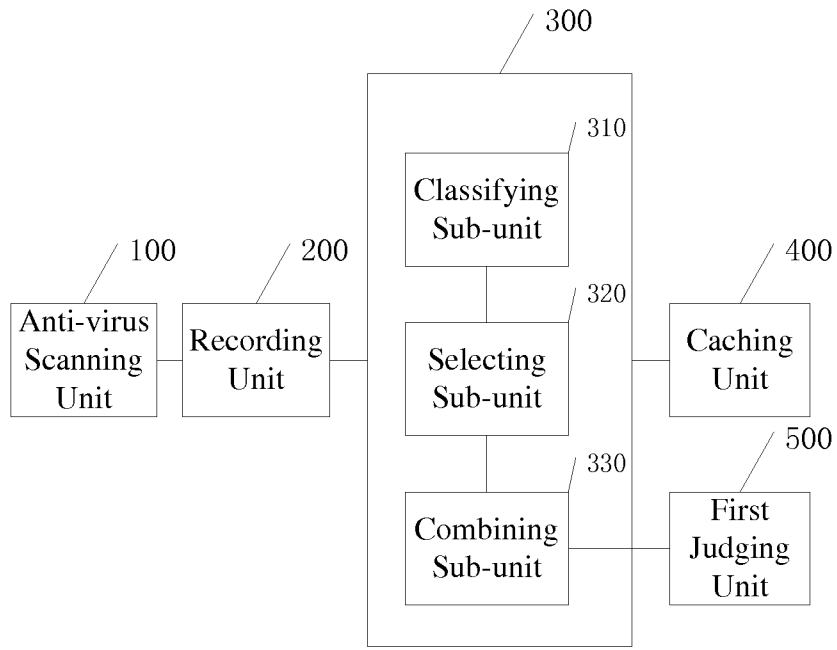 300
310
Classifying
Sub-unit
100
200
320
400
Anti-virus
Scanning
Unit
Recording
Unit
Selecting
Sub-unit
Caching
Unit
330
500
Combining
Sub-unit
First
Judging
Unit